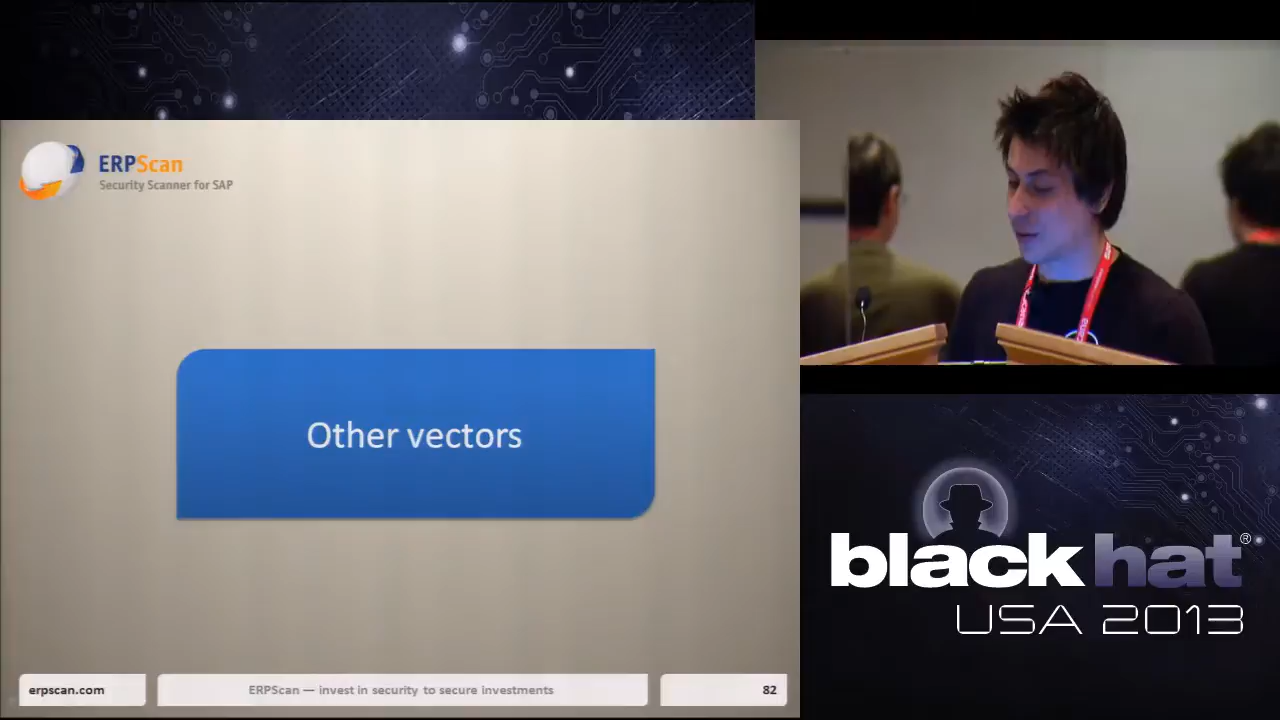 ERPScan
Security Scanner for SAP
Other vectors
erpscan.com
ERPScan — invest in security to secure investments
82
black hat®
USA 2013